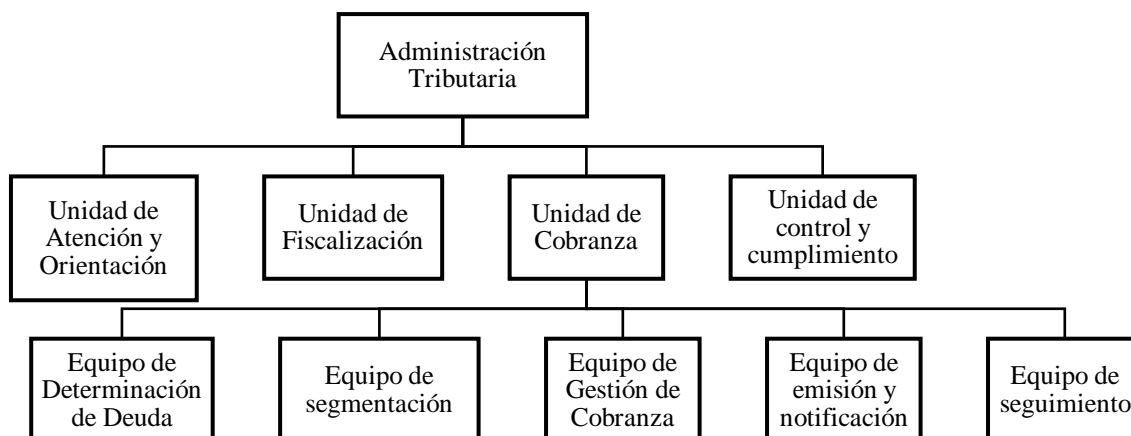 Administración
Tributaria
Unidad de
Atención y
Orientación
Unidad de
Fiscalización
Unidad de
Cobranza
Unidad de
control y
cumplimiento
Equipo de
Determinación
de Deuda
Equipo de
segmentación
Equipo de
Gestión de
Cobranza
Equipo de
emisión y
notificación
Equipo de
seguimiento